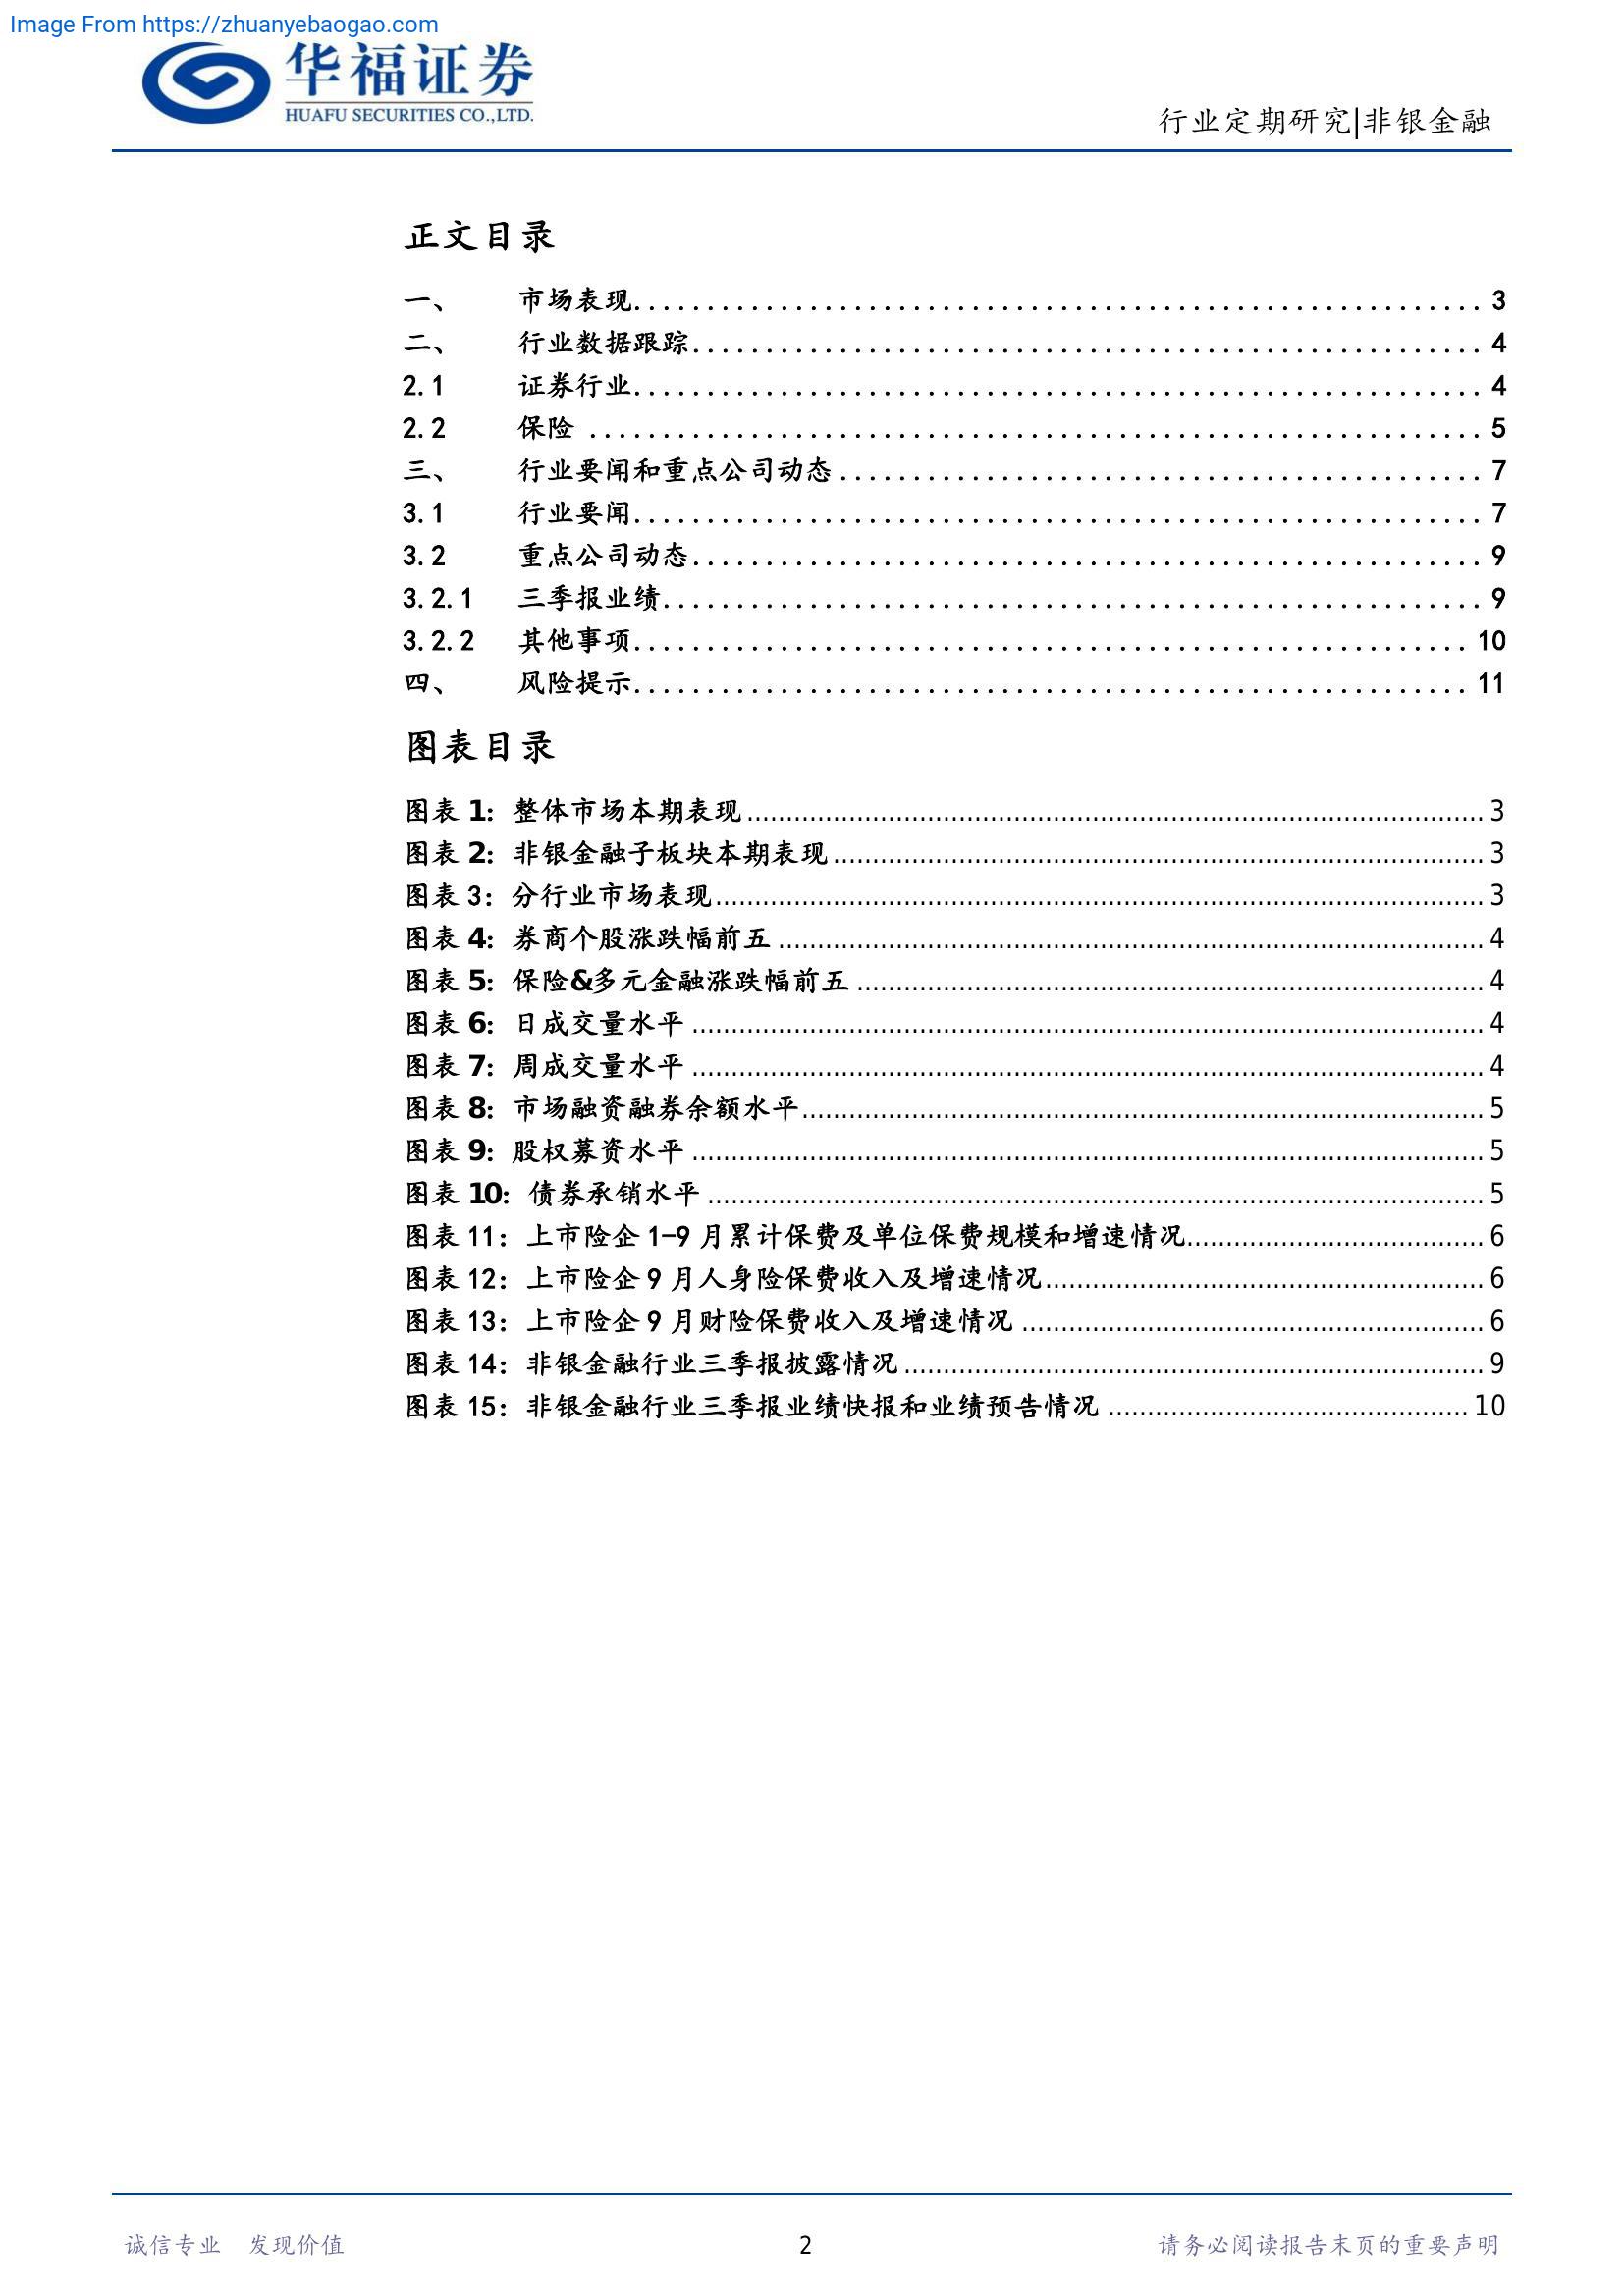 Image From https://zhuanyebaogao.com
华福证券
HUAFU SECURITIES CO.,LTD.
行业定期研究|非银金融
正文目录
一、 市场表现 3
二、 行业数据跟踪 4
2.1 证券行业 4
2.2 保险 5
三、 行业要闻和重点公司动态 7
3.1 行业要闻 7
3.2 重点公司动态 9
3.2.1 三季报业绩 9
3.2.2 其他事项 10
四、 风险提示 11
图表目录
图表 1：整体市场本期表现 3
图表 2：非银金融子板块本期表现 3
图表 3：分行业市场表现 3
图表 4：券商个股涨跌幅前五 4
图表 5：保险&多元金融涨跌幅前五 4
图表 6：日成交量水平 4
图表 7：周成交量水平 4
图表 8：市场融资融券余额水平 5
图表 9：股权募资水平 5
图表 10：债券承销水平 5
图表 11：上市险企 1-9 月累计保费及单位保费规模和增速情况 6
图表 12：上市险企 9 月人身险保费收入及增速情况 6
图表 13：上市险企 9 月财险保费收入及增速情况 6
图表 14：非银金融行业三季报披露情况 9
图表 15：非银金融行业三季报业绩快报和业绩预告情况 10
诚信专业 发现价值 2 请务必阅读报告末页的重要声明